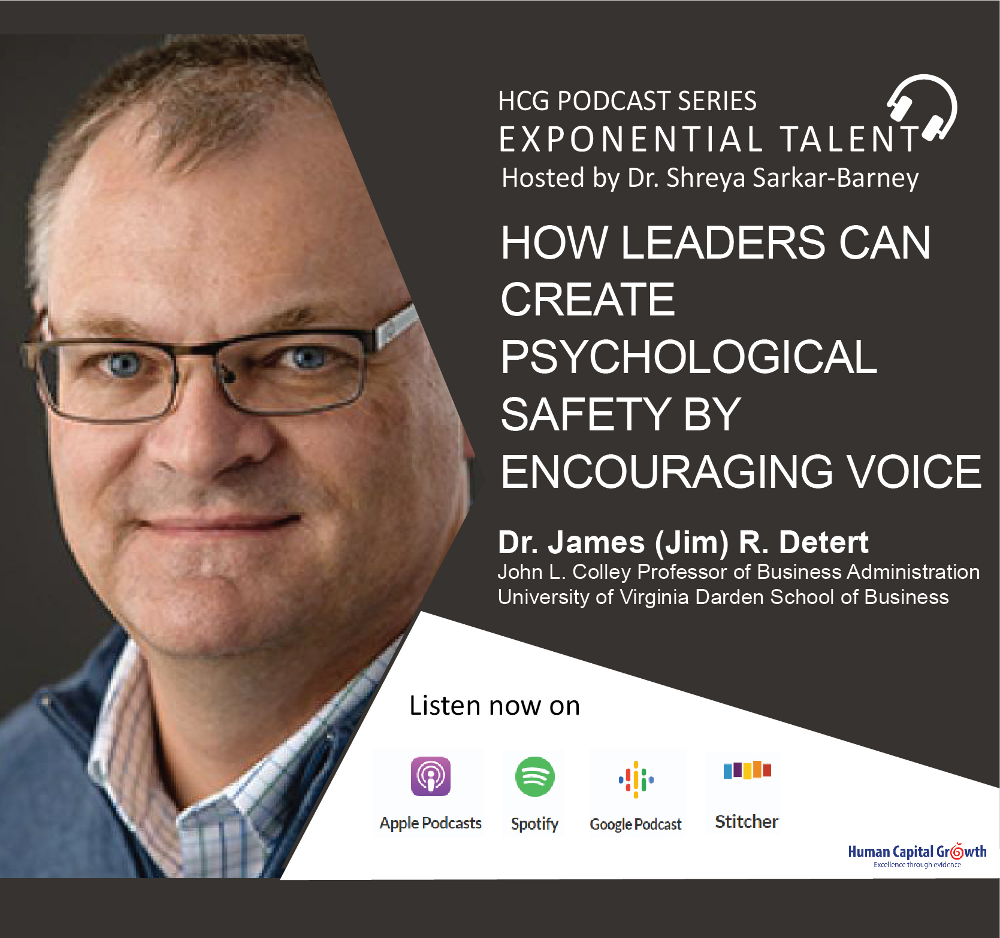 HCG PODCAST SERIES
EXPONENTIAL TALENT
Hosted by Dr. Shreya Sarkar-Barney
HOW LEADERS CAN
CREATE
PSYCHOLOGICAL
SAFETY BY
ENCOURAGING VOICE
Dr. James (Jim) R. Detert
John L. Colley Professor of Business Administration
University of Virginia Darden School of Business
Listen now on
Apple Podcasts Spotify Google Podcast Stitcher
Human Capital Growth
Excellence through evidence